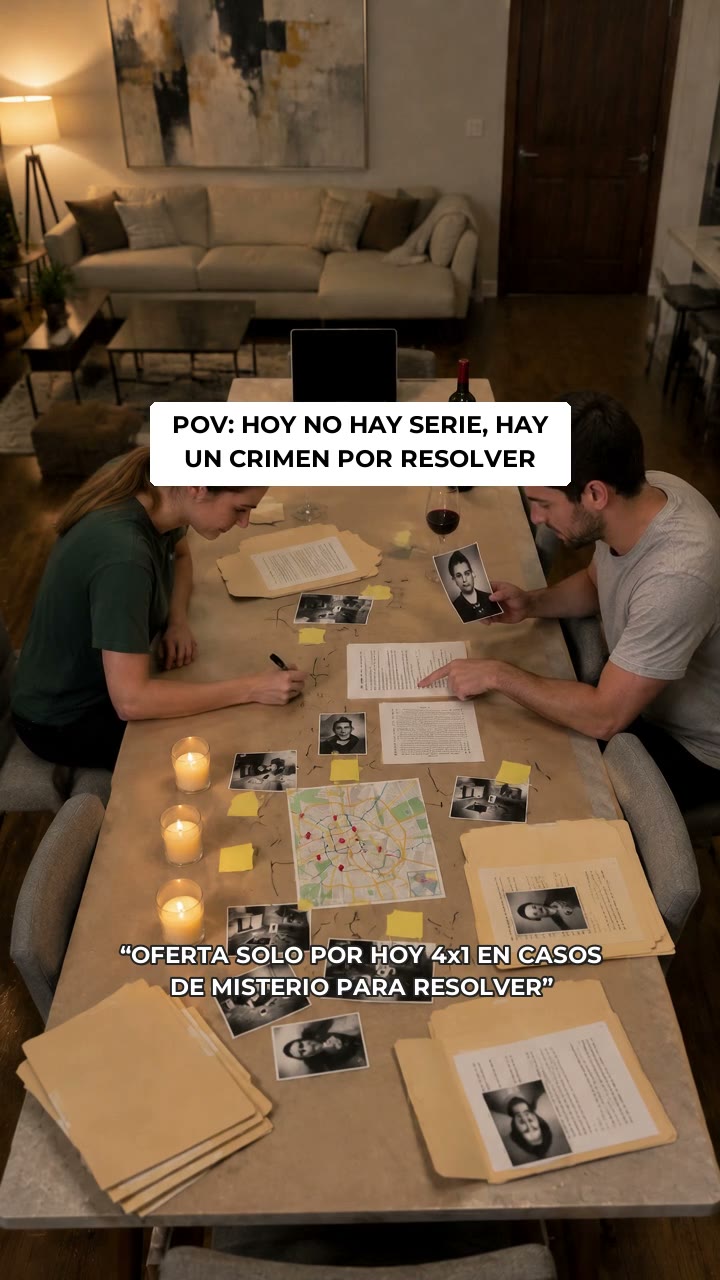 POV: HOY NO HAY SERIE, HAY
UN CRIMEN POR RESOLVER
“OFERTA SOLO POR HOY 4x1 EN CASOS
DE MISTERIO PARA RESOLVER”